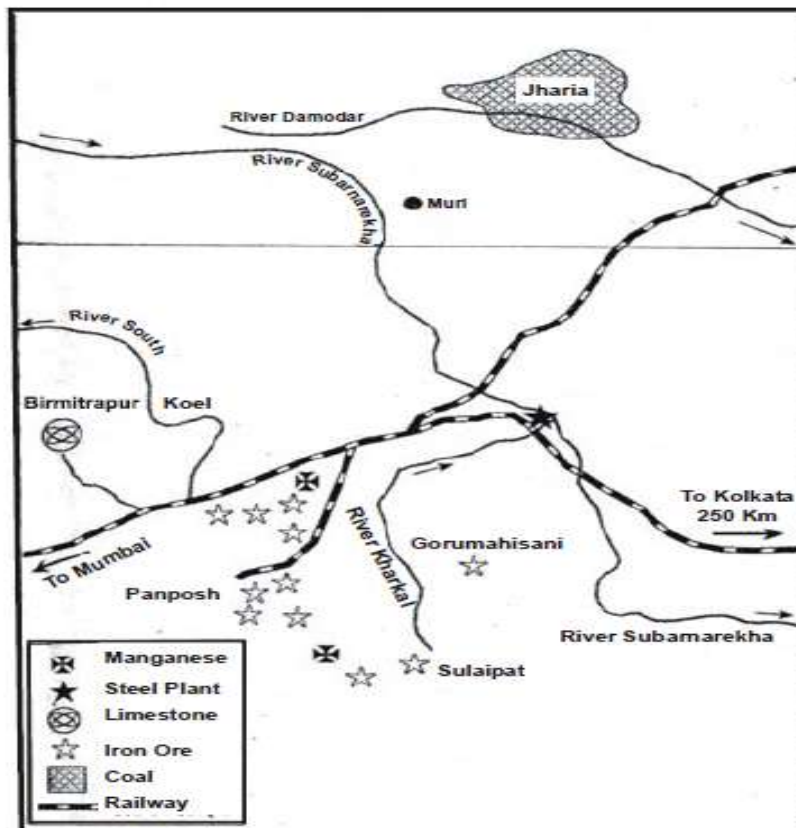 Jharia
River Damodar
River Subarnarekha
Muri
River South
Birmitrapur Koel
To Kolkata
250 Km
To Mumbai
River Kharkai
Gorumahisani
Panposh
River Subarnarekha
Sulaipat
Manganese
Steel Plant
Limestone
Iron Ore
Coal
Railway